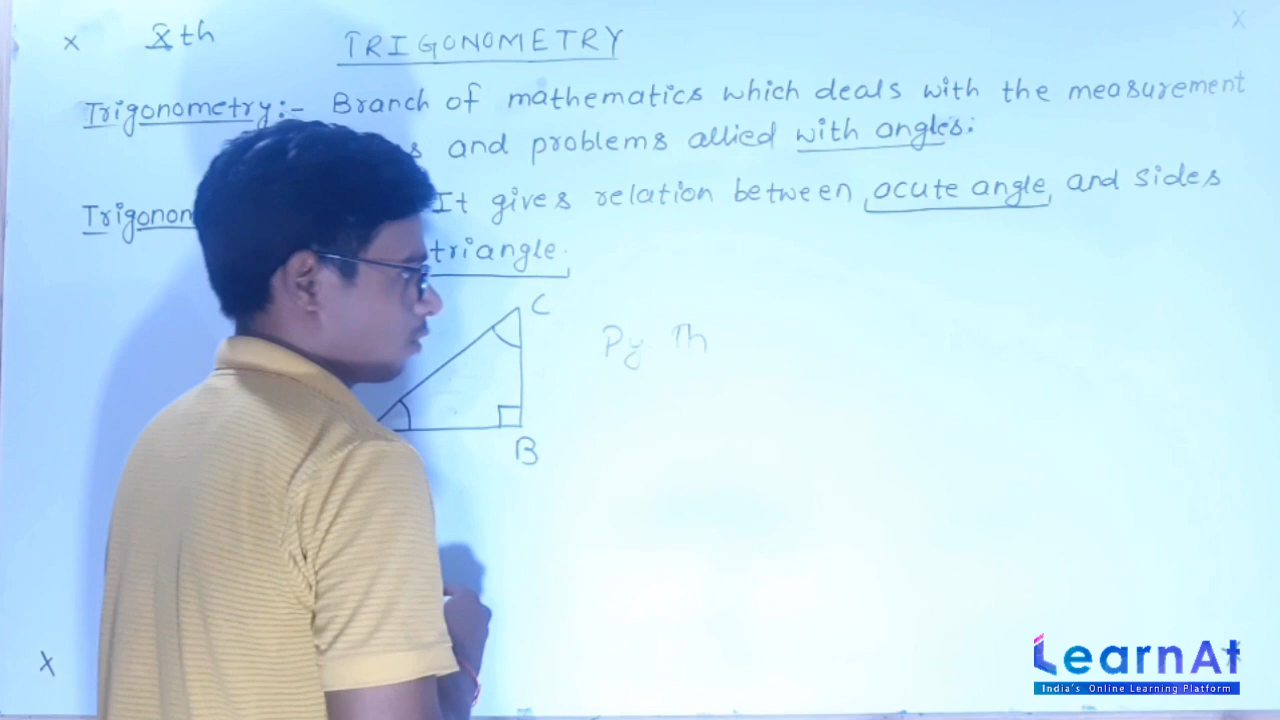 x Xth TRIGONOMETRY x
Trigonometry:- Branch of mathematics which deals with the measurement
and problems allied with angles.
It gives relation between acute angle and sides
triangle.
C
Py Th
B
x
LearnAt
India's Online Learning Platform